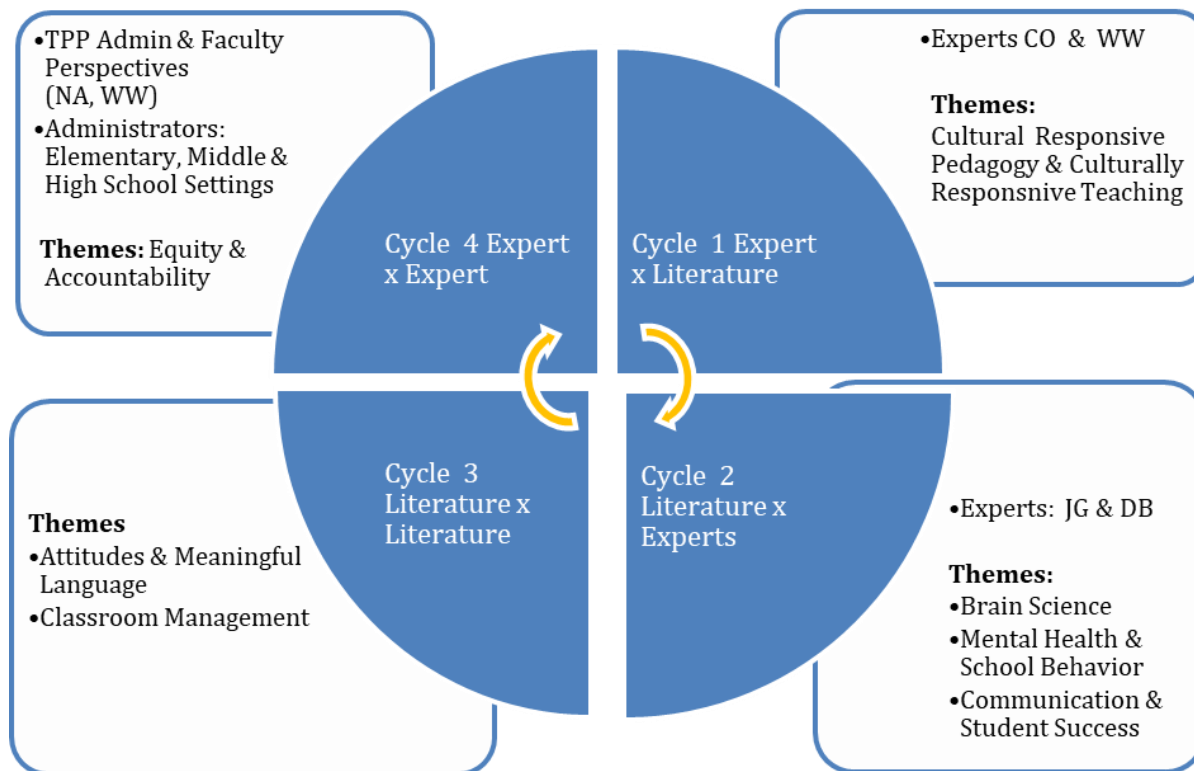 •TPP Admin & Faculty
Perspectives
(NA, WW)
•Administrators:
Elementary, Middle &
High School Settings
Themes: Equity &
Accountability
•Experts CO & WW
Themes:
Cultural Responsive
Pedagogy & Culturally
Responsnive Teaching
Cycle 4 Expert
x Expert
Cycle 1 Expert
x Literature
Cycle 3
Literature x
Literature
Cycle 2
Literature x
Experts
Themes
•Attitudes & Meaningful
Language
•Classroom Management
•Experts: JG & DB
Themes:
•Brain Science
•Mental Health &
School Behavior
•Communication &
Student Success